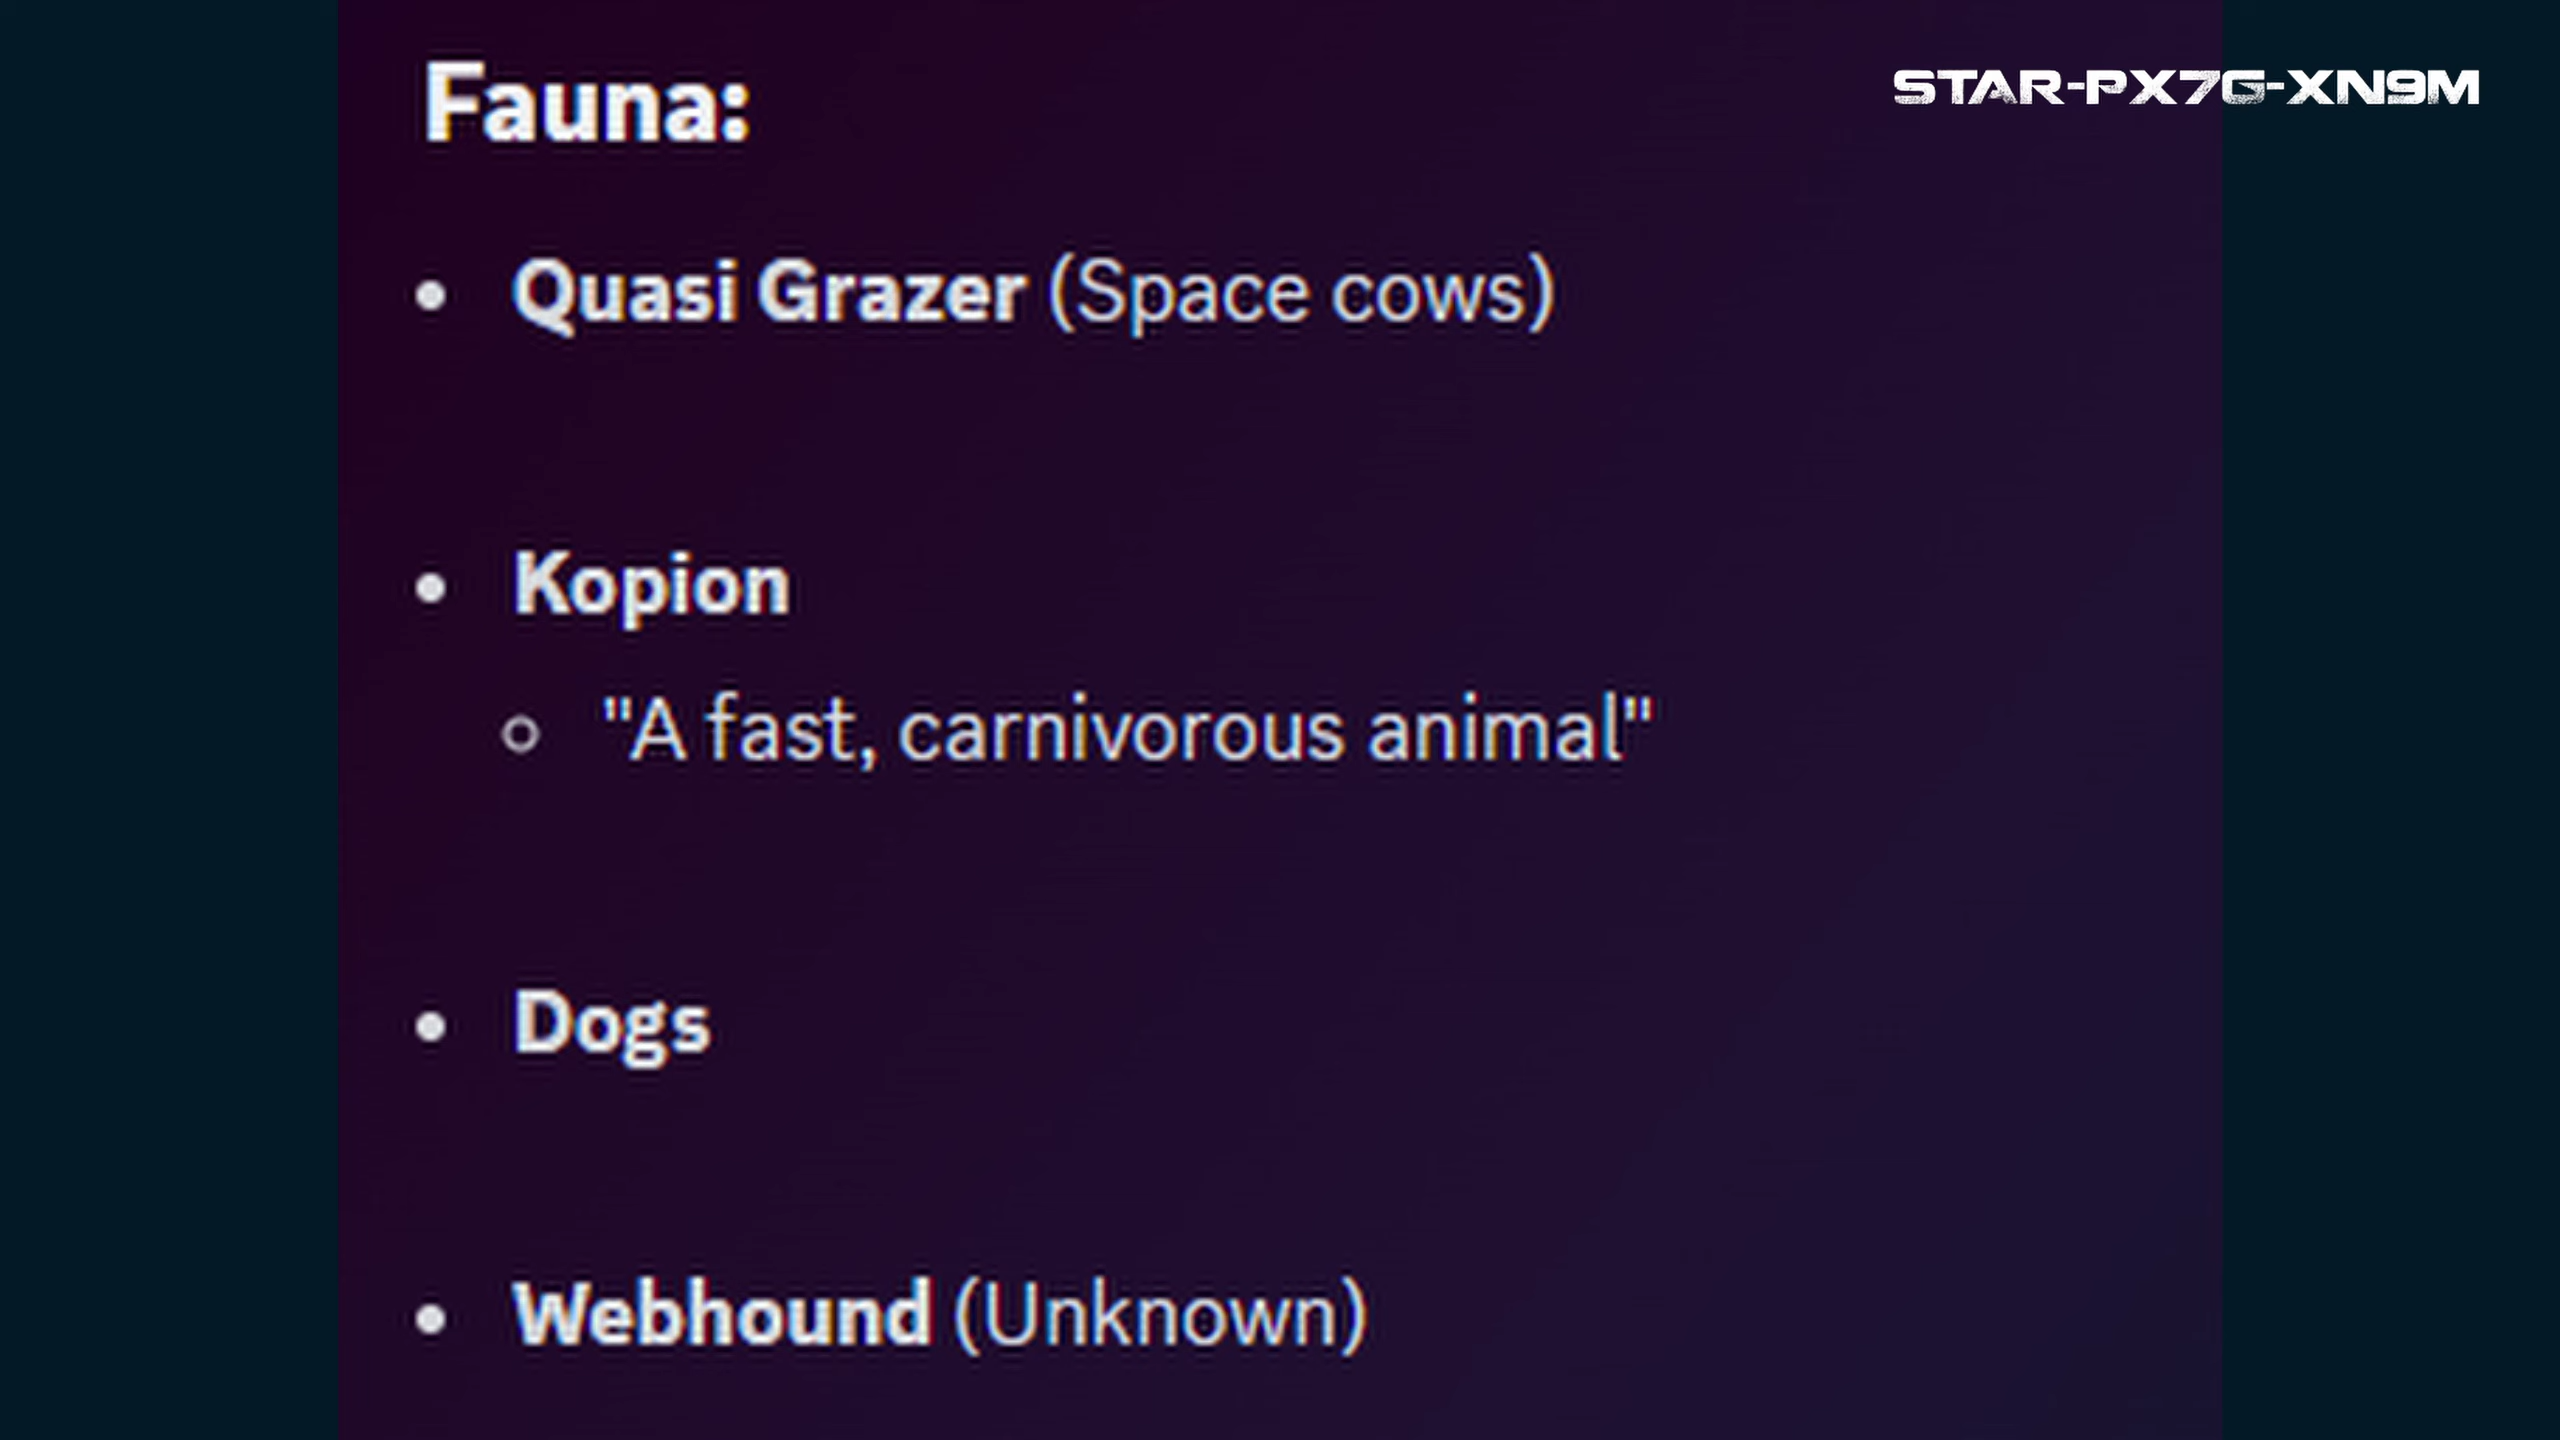 Fauna:
STAR-PX7G-XN9M
• Quasi Grazer (Space cows)
• Kopion
○ "A fast, carnivorous animal"
• Dogs
• Webhound (Unknown)